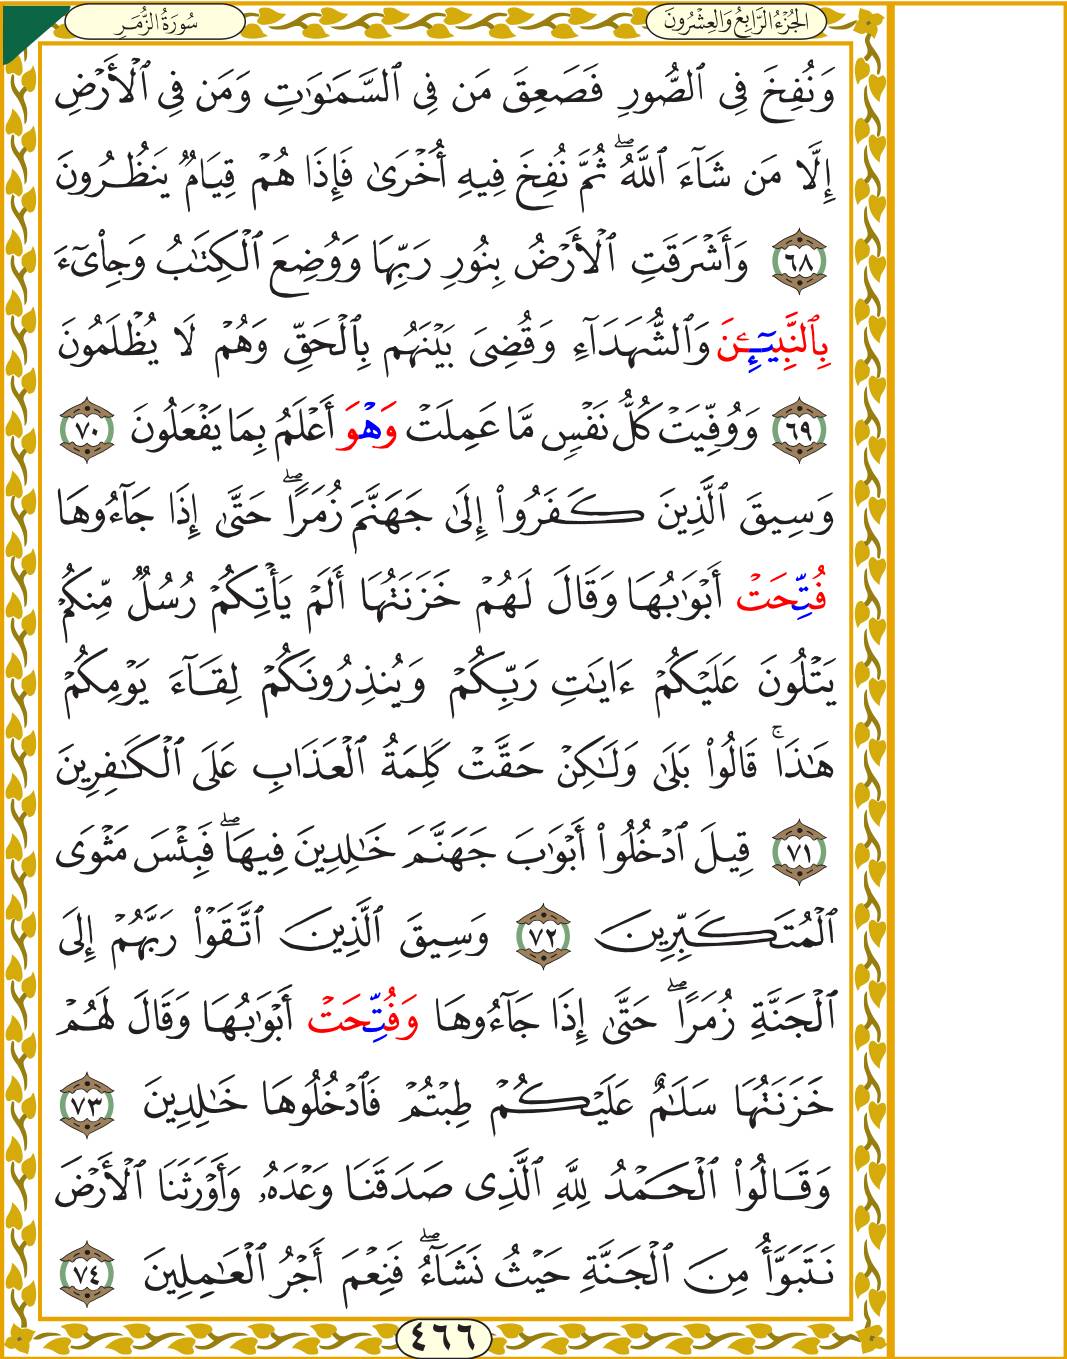 سُورَةُ الزُّمَرِ
الجُزْءُ الرَّابِعُ وَالعِشْرُونَ
وَنُفِخَ فِي ٱلصُّورِ فَصَعِقَ مَن فِي ٱلسَّمَٰوَٰتِ وَمَن فِي ٱلْأَرْضِ
إِلَّا مَن شَآءَ ٱللَّهُ ۖ ثُمَّ نُفِخَ فِيهِ أُخْرَىٰ فَإِذَا هُمْ قِيَامٌ يَنظُرُونَ
٦٨ وَأَشْرَقَتِ ٱلْأَرْضُ بِنُورِ رَبِّهَا وَوُضِعَ ٱلْكِتَٰبُ وَجِا۟ىٓءَ
بِٱلنَّبِيٓـِٔينَ وَٱلشُّهَدَآءِ وَقُضِىَ بَيْنَهُم بِٱلْحَقِّ وَهُمْ لَا يُظْلَمُونَ
٦٩ وَوُفِّيَتْ كُلُّ نَفْسٍ مَّا عَمِلَتْ وَهْوَ أَعْلَمُ بِمَا يَفْعَلُونَ ٧٠
وَسِيقَ ٱلَّذِينَ كَفَرُوا۟ إِلَىٰ جَهَنَّمَ زُمَرًا ۖ حَتَّىٰ إِذَا جَآءُوهَا
فُتِّحَتْ أَبْوَٰبُهَا وَقَالَ لَهُمْ خَزَنَتُهَا أَلَمْ يَأْتِكُمْ رُسُلٌ مِّنكُمْ
يَتْلُونَ عَلَيْكُمْ ءَايَٰتِ رَبِّكُمْ وَيُنذِرُونَكُمْ لِقَآءَ يَوْمِكُمْ
هَٰذَا ۚ قَالُوا۟ بَلَىٰ وَلَٰكِنْ حَقَّتْ كَلِمَةُ ٱلْعَذَابِ عَلَى ٱلْكَٰفِرِينَ
٧١ قِيلَ ٱدْخُلُوٓا۟ أَبْوَٰبَ جَهَنَّمَ خَٰلِدِينَ فِيهَا ۖ فَبِئْسَ مَثْوَى
ٱلْمُتَكَبِّرِينَ ٧٢ وَسِيقَ ٱلَّذِينَ ٱتَّقَوْا۟ رَبَّهُمْ إِلَى
ٱلْجَنَّةِ زُمَرًا ۖ حَتَّىٰ إِذَا جَآءُوهَا وَفُتِّحَتْ أَبْوَٰبُهَا وَقَالَ لَهُمْ
خَزَنَتُهَا سَلَٰمٌ عَلَيْكُمْ طِبْتُمْ فَٱدْخُلُوهَا خَٰلِدِينَ ٧٣
وَقَالُوا۟ ٱلْحَمْدُ لِلَّهِ ٱلَّذِى صَدَقَنَا وَعْدَهُۥ وَأَوْرَثَنَا ٱلْأَرْضَ
نَتَبَوَّأُ مِنَ ٱلْجَنَّةِ حَيْثُ نَشَآءُ ۖ فَنِعْمَ أَجْرُ ٱلْعَٰمِلِينَ ٧٤
٤٦٦